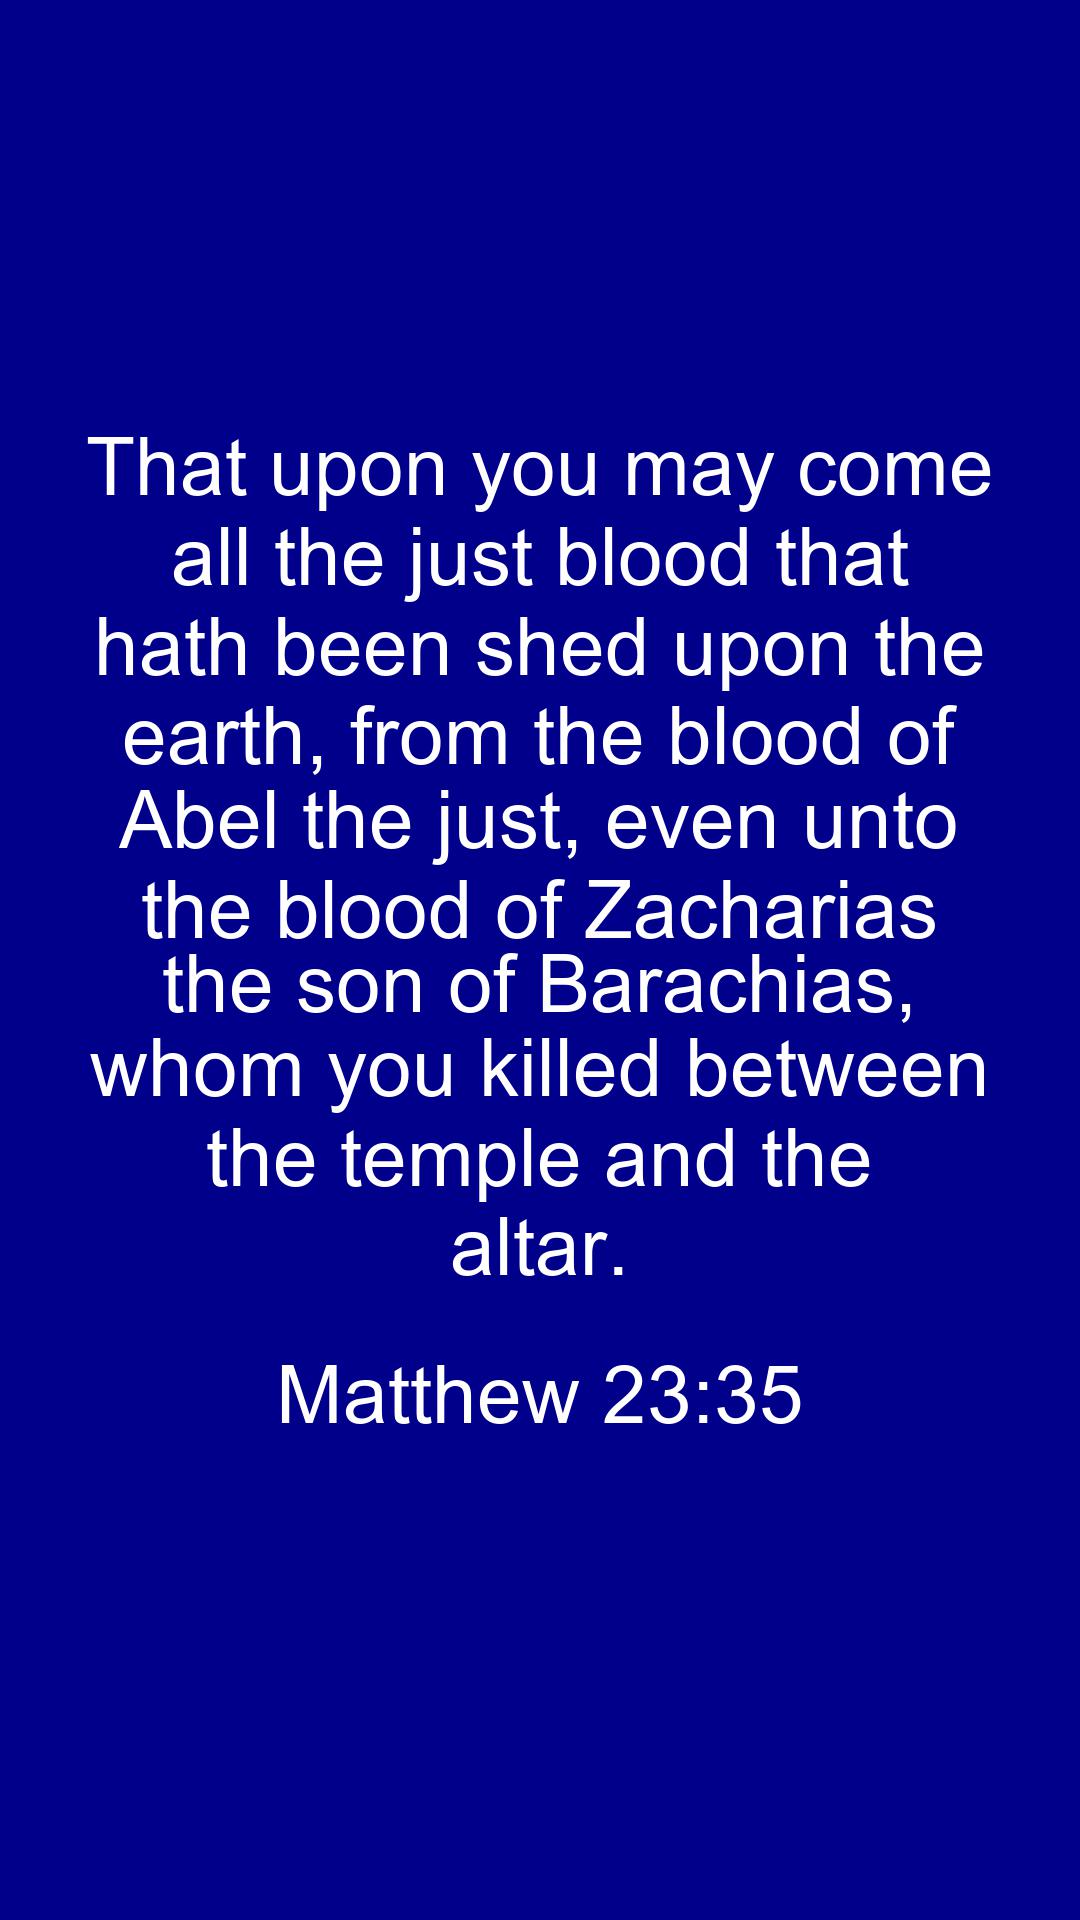 That upon you may come
all the just blood that
hath been shed upon the
earth, from the blood of
Abel the just, even unto
the blood of Zacharias
the son of Barachias,
whom you killed between
the temple and the
altar.
Matthew 23:35